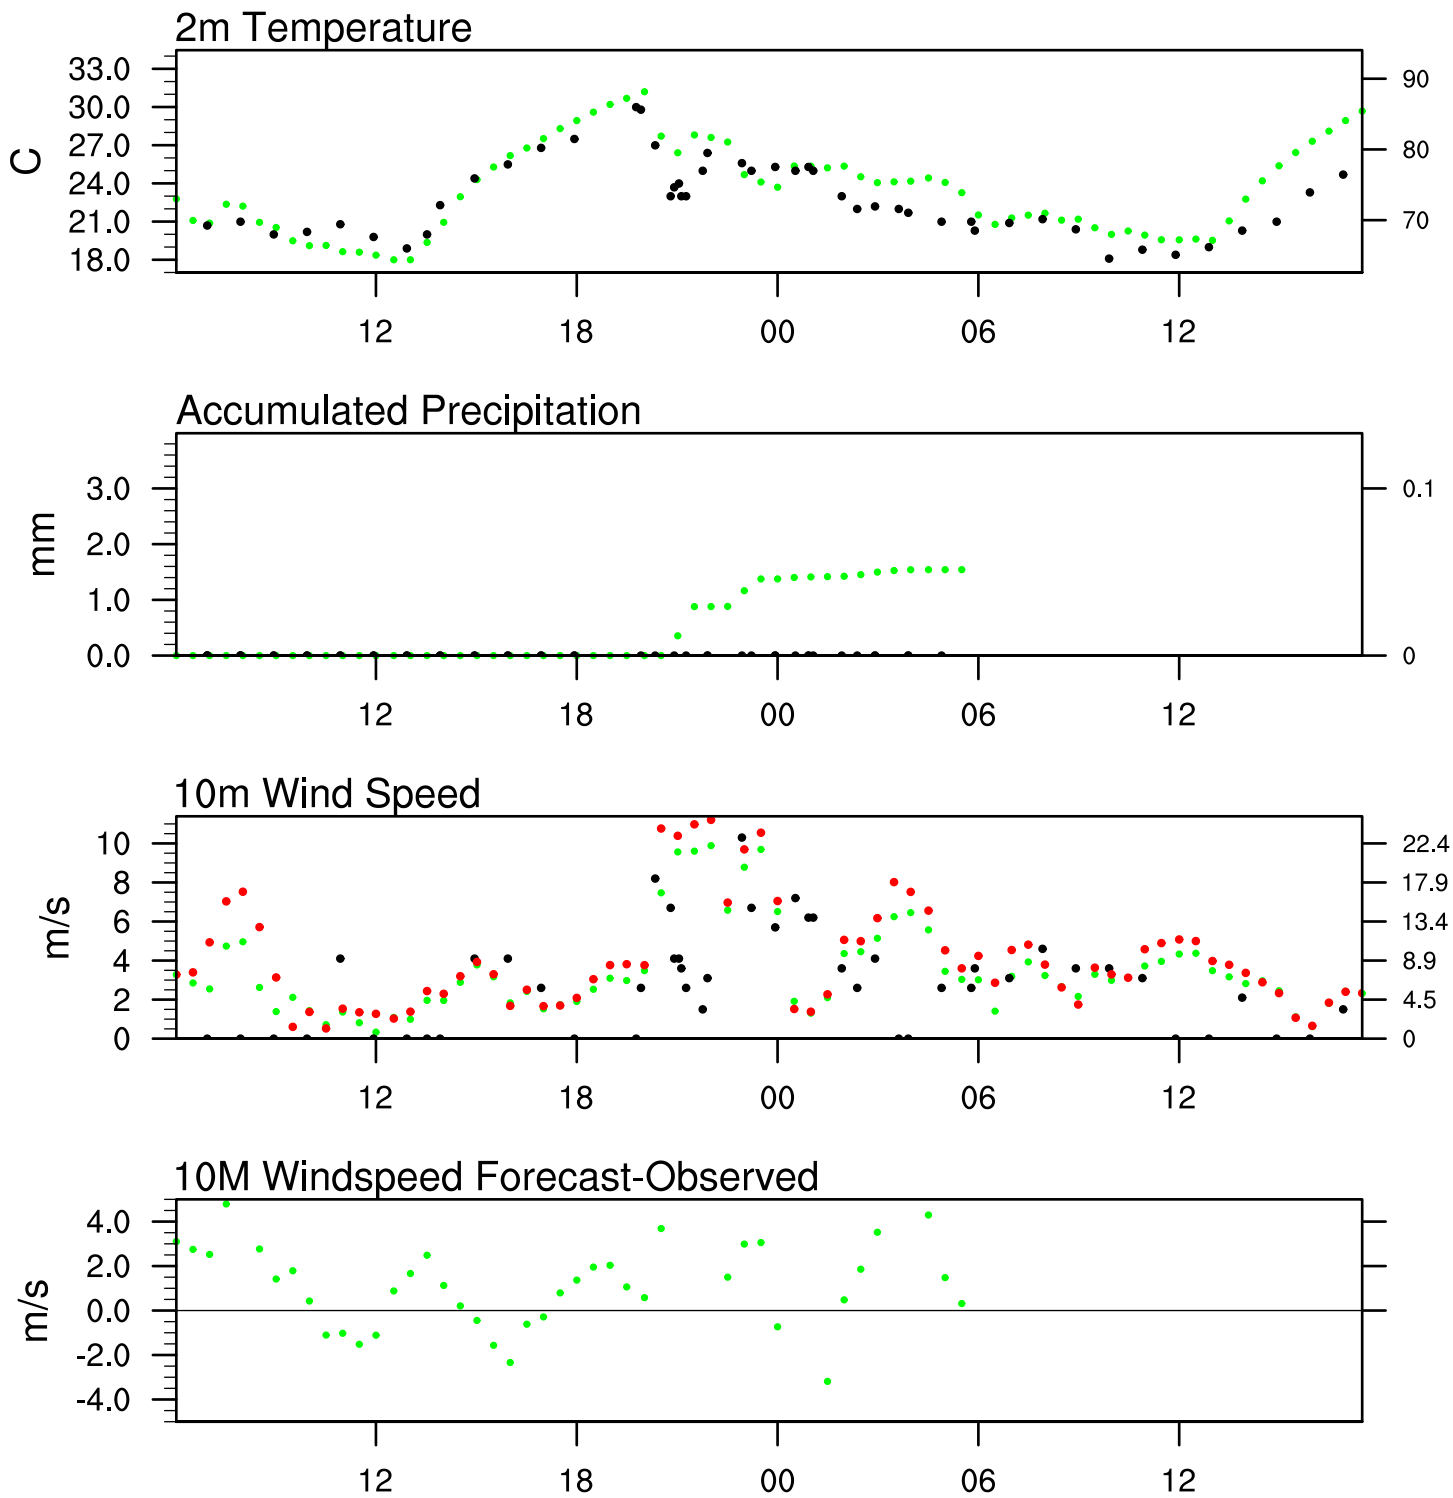 2m Temperature
33.0
30.0
27.0
24.0
21.0
18.0
C
90
80
70
12 18 00 06 12
Accumulated Precipitation
3.0
2.0
1.0
0.0
mm
0.1
0
12 18 00 06 12
10m Wind Speed
10
8
6
4
2
0
m/s
22.4
17.9
13.4
8.9
4.5
0
12 18 00 06 12
10M Windspeed Forecast-Observed
4.0
2.0
0.0
-2.0
-4.0
m/s
12 18 00 06 12